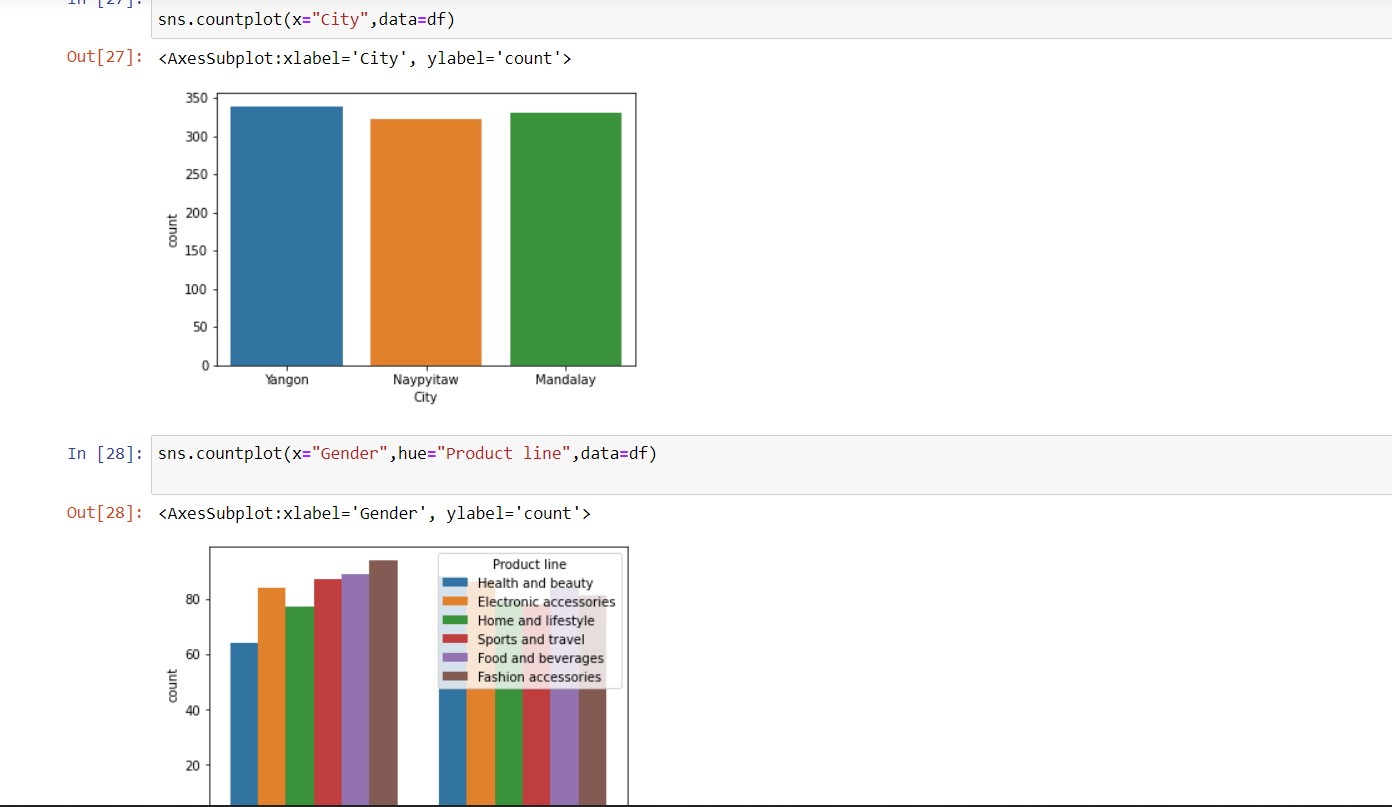 In [27]:
sns.countplot(x="City",data=df)
Out[27]: <AxesSubplot:xlabel='City', ylabel='count'>
350
300
250
200
150
100
50
0
count
Yangon Naypyitaw Mandalay
City
In [28]: sns.countplot(x="Gender",hue="Product line",data=df)
Out[28]: <AxesSubplot:xlabel='Gender', ylabel='count'>
Product line
Health and beauty
Electronic accessories
Home and lifestyle
Sports and travel
Food and beverages
Fashion accessories
80
60
40
20
count